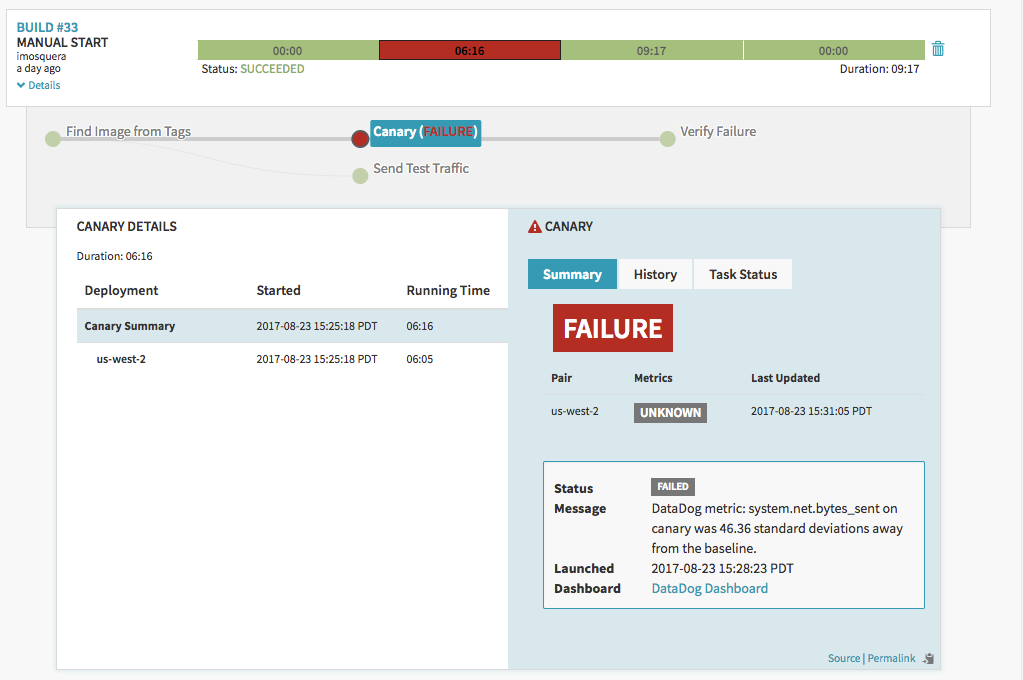 BUILD #33
MANUAL START
imosquera
a day ago
Details
00:00 06:16 09:17 00:00
Status: SUCCEEDED Duration: 09:17
Find Image from Tags Canary (FAILURE) Verify Failure
Send Test Traffic
CANARY DETAILS
Duration: 06:16
Deployment Started Running Time
Canary Summary 2017-08-23 15:25:18 PDT 06:16
us-west-2 2017-08-23 15:25:18 PDT 06:05
CANARY
Summary History Task Status
FAILURE
Pair Metrics Last Updated
us-west-2 UNKNOWN 2017-08-23 15:31:05 PDT
Status FAILED
Message DataDog metric: system.net.bytes_sent on
canary was 46.36 standard deviations away
from the baseline.
Launched 2017-08-23 15:28:23 PDT
Dashboard DataDog Dashboard
Source | Permalink